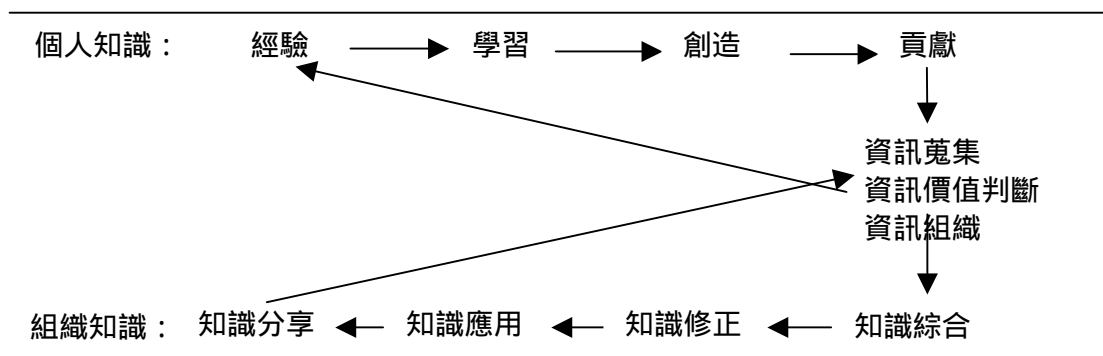 個人知識： 經驗 學習 創造 貢獻
資訊蒐集
資訊價值判斷
資訊組織
組織知識： 知識分享 知識應用 知識修正 知識綜合